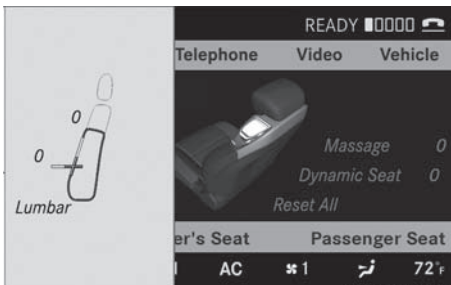 READY
Telephone Video Vehicle
0
0
Lumbar
Massage 0
Dynamic Seat 0
Reset All
er's Seat Passenger Seat
AC 1 72°F